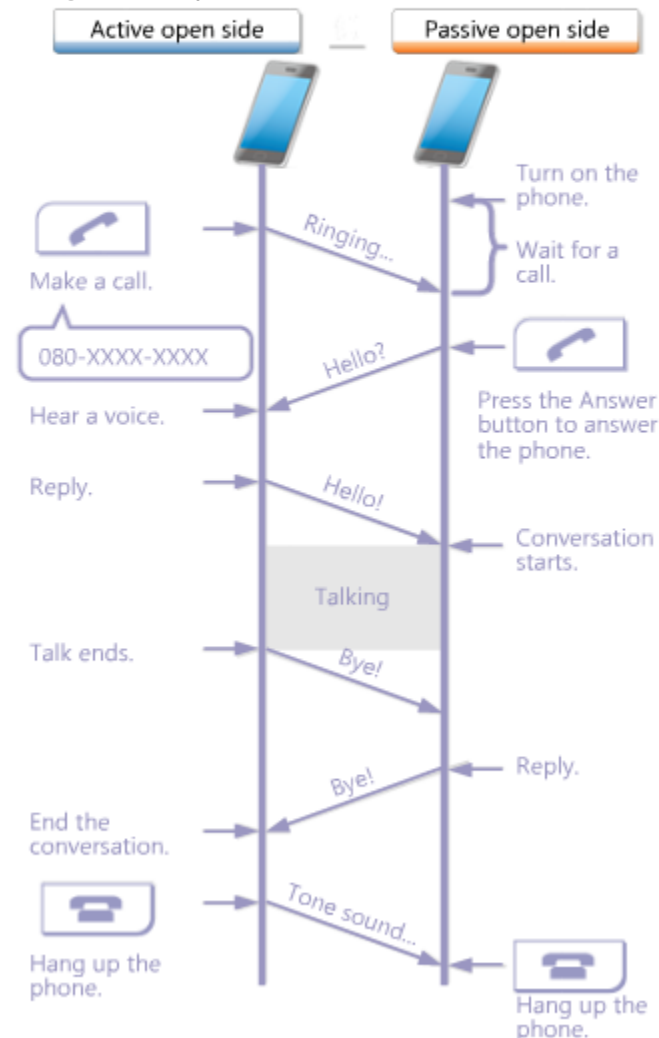 Active open side
Passive open side
Turn on the
phone.
Ringing...
Wait for a
call.
Make a call.
080-XXXX-XXXX
Hello?
Hear a voice.
Press the Answer
button to answer
the phone.
Reply.
Hello!
Conversation
starts.
Talking
Talk ends.
Bye!
Reply.
Bye!
End the
conversation.
Tone sound...
Hang up the
phone.
Hang up the
phone.